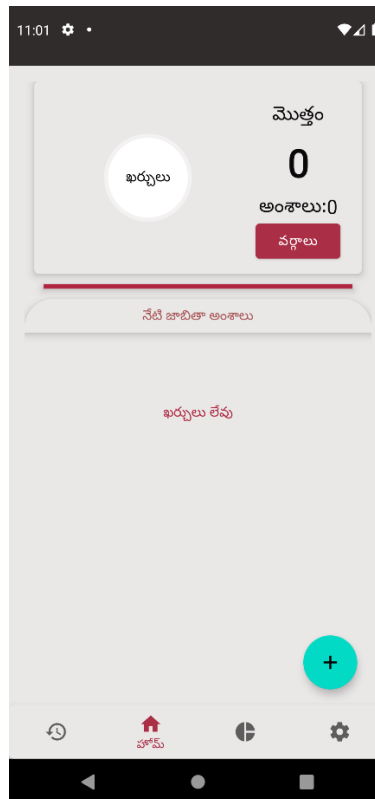 11:01
మొత్తం
ఖర్చులు
0
అంశాలు:0
వర్గాలు
నేటి జాబితా అంశాలు
ఖర్చులు లేవు
+
హోమ్